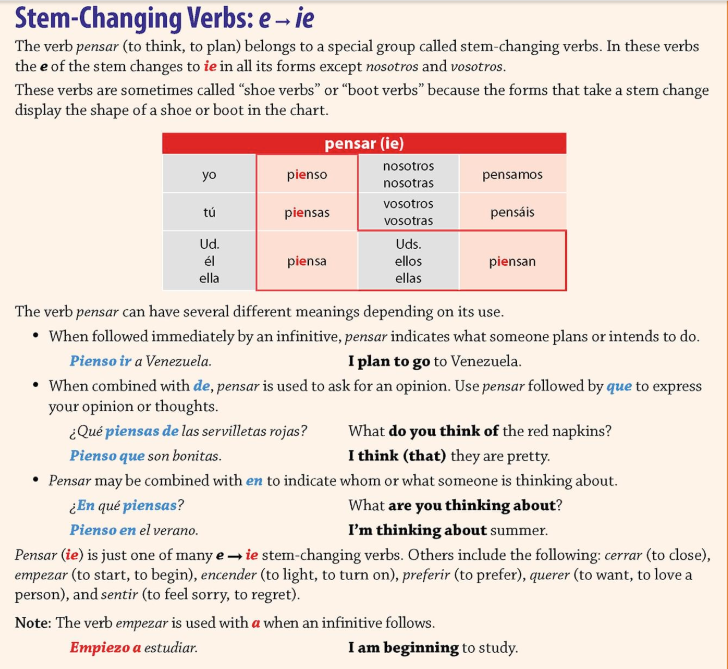 Stem-Changing Verbs: e → ie
The verb pensar (to think, to plan) belongs to a special group called stem-changing verbs. In these verbs
the e of the stem changes to ie in all its forms except nosotros and vosotros.
These verbs are sometimes called “shoe verbs” or “boot verbs” because the forms that take a stem change
display the shape of a shoe or boot in the chart.
pensar (ie)
yo pienso nosotros nosotras pensamos
tú piensas vosotros vosotras pensáis
Ud. él ella piensa Uds. ellos ellas piensan
The verb pensar can have several different meanings depending on its use.
• When followed immediately by an infinitive, pensar indicates what someone plans or intends to do.
Pienso ir a Venezuela. I plan to go to Venezuela.
• When combined with de, pensar is used to ask for an opinion. Use pensar followed by que to express
your opinion or thoughts.
¿Qué piensas de las servilletas rojas? What do you think of the red napkins?
Pienso que son bonitas. I think (that) they are pretty.
• Pensar may be combined with en to indicate whom or what someone is thinking about.
¿En qué piensas? What are you thinking about?
Pienso en el verano. I’m thinking about summer.
Pensar (ie) is just one of many e → ie stem-changing verbs. Others include the following: cerrar (to close),
empezar (to start, to begin), encender (to light, to turn on), preferir (to prefer), querer (to want, to love a
person), and sentir (to feel sorry, to regret).
Note: The verb empezar is used with a when an infinitive follows.
Empiezo a estudiar. I am beginning to study.